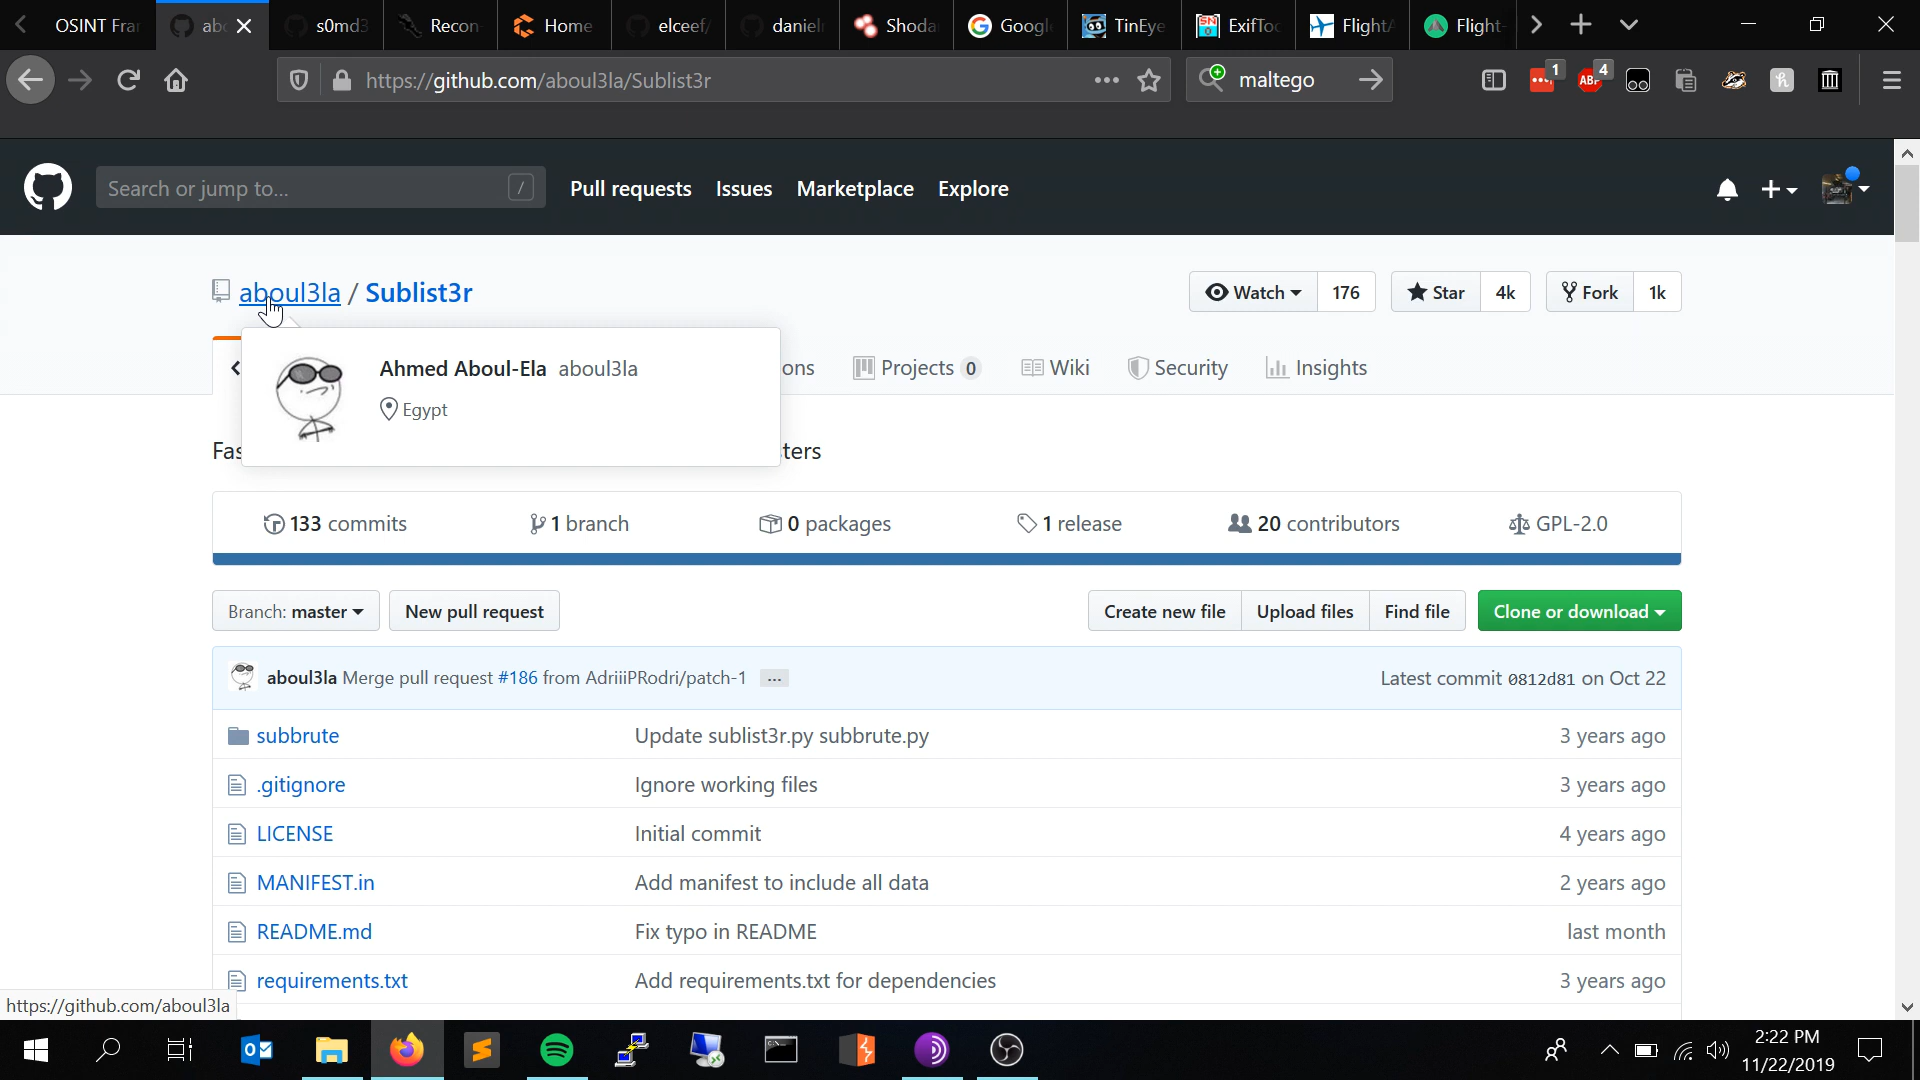 OSINT Fra
ab
s0md3
Recon-
Home
elceef/
daniel
Shoda
Googl
TinEye
ExifToo
FlightA
Flight-
https://github.com/aboul3la/Sublist3r
maltego
1
ABP
4
Search or jump to...
/
Pull requests
Issues
Marketplace
Explore
aboul3la / Sublist3r
Watch
176
Star
4k
Fork
1k
Ahmed Aboul-Ela aboul3la
Egypt
ons
Projects 0
Wiki
Security
Insights
Fas
ters
133 commits
1 branch
0 packages
1 release
20 contributors
GPL-2.0
Branch: master
New pull request
Create new file
Upload files
Find file
Clone or download
aboul3la Merge pull request #186 from AdriiiPRodri/patch-1 ...
Latest commit 0812d81 on Oct 22
subbrute Update sublist3r.py subbrute.py 3 years ago
.gitignore Ignore working files 3 years ago
LICENSE Initial commit 4 years ago
MANIFEST.in Add manifest to include all data 2 years ago
README.md Fix typo in README last month
requirements.txt Add requirements.txt for dependencies 3 years ago
https://github.com/aboul3la
2:22 PM
11/22/2019